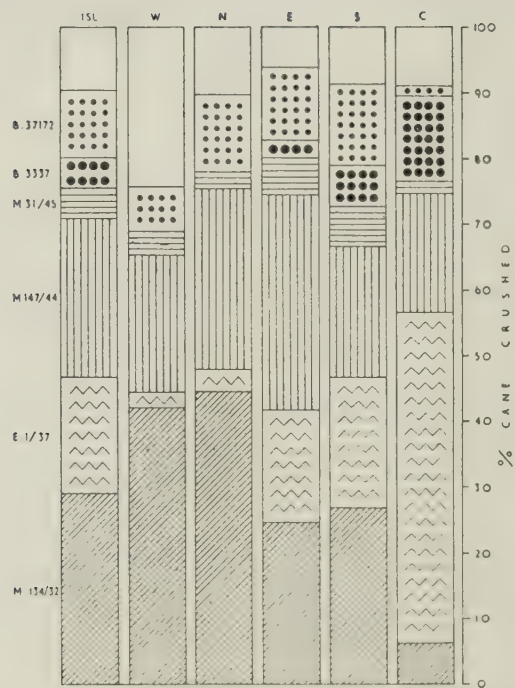 ISL W N E S C
100
90
B.37172
80
B 3337
M 31/45
70
60
M 147/44
50
40
E 1/37
30
20
M 134/32
10
0
% CANE CRUSHED